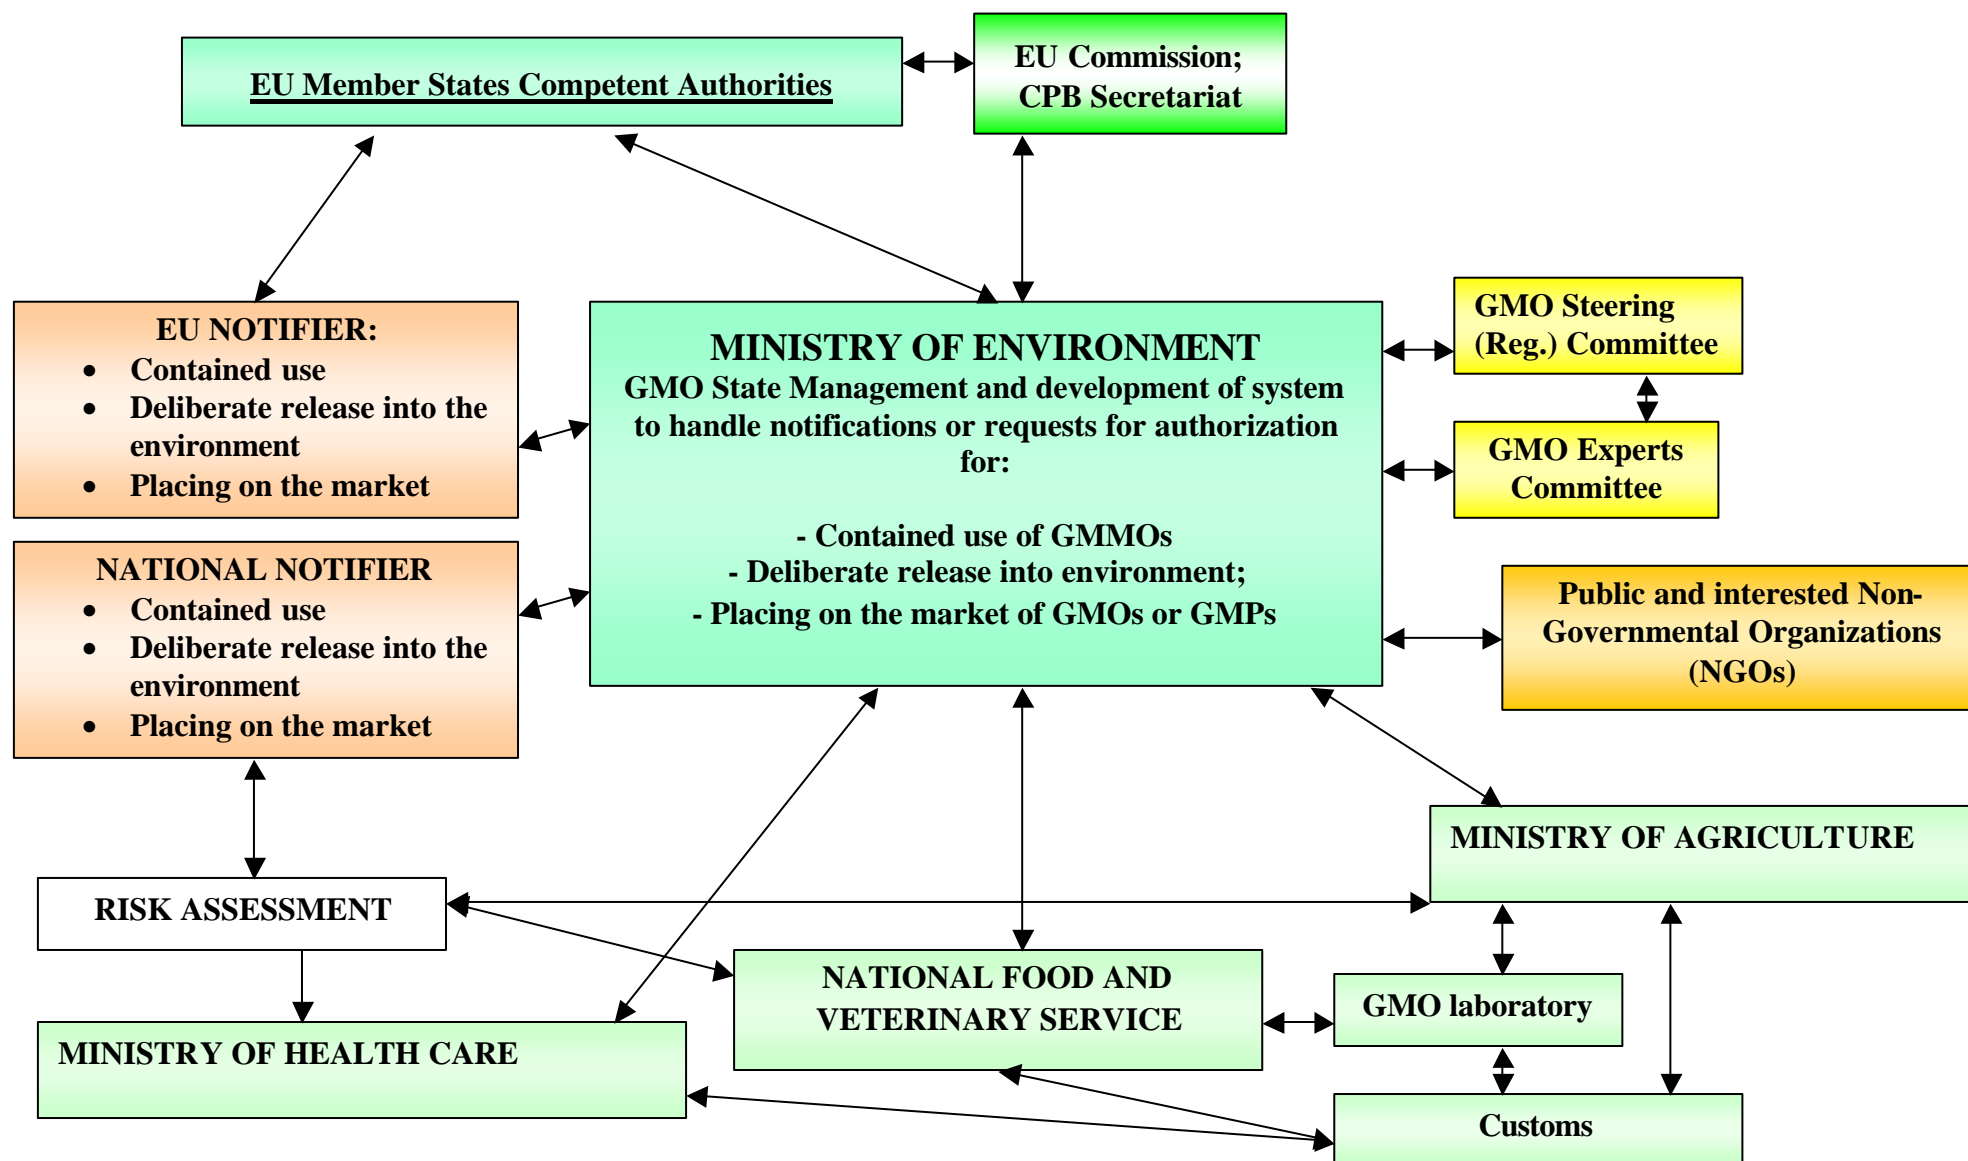 EU Member States Competent Authorities
EU Commission;
CPB Secretariat
EU NOTIFIER:
• Contained use
• Deliberate release into the
environment
• Placing on the market
MINISTRY OF ENVIRONMENT
GMO State Management and development of system
to handle notifications or requests for authorization
for:
- Contained use of GMMOs
- Deliberate release into environment;
- Placing on the market of GMOs or GMPs
GMO Steering
(Reg.) Committee
GMO Experts
Committee
NATIONAL NOTIFIER
• Contained use
• Deliberate release into the
environment
• Placing on the market
Public and interested Non-
Governmental Organizations
(NGOs)
MINISTRY OF AGRICULTURE
RISK ASSESSMENT
NATIONAL FOOD AND
VETERINARY SERVICE
GMO laboratory
MINISTRY OF HEALTH CARE
Customs